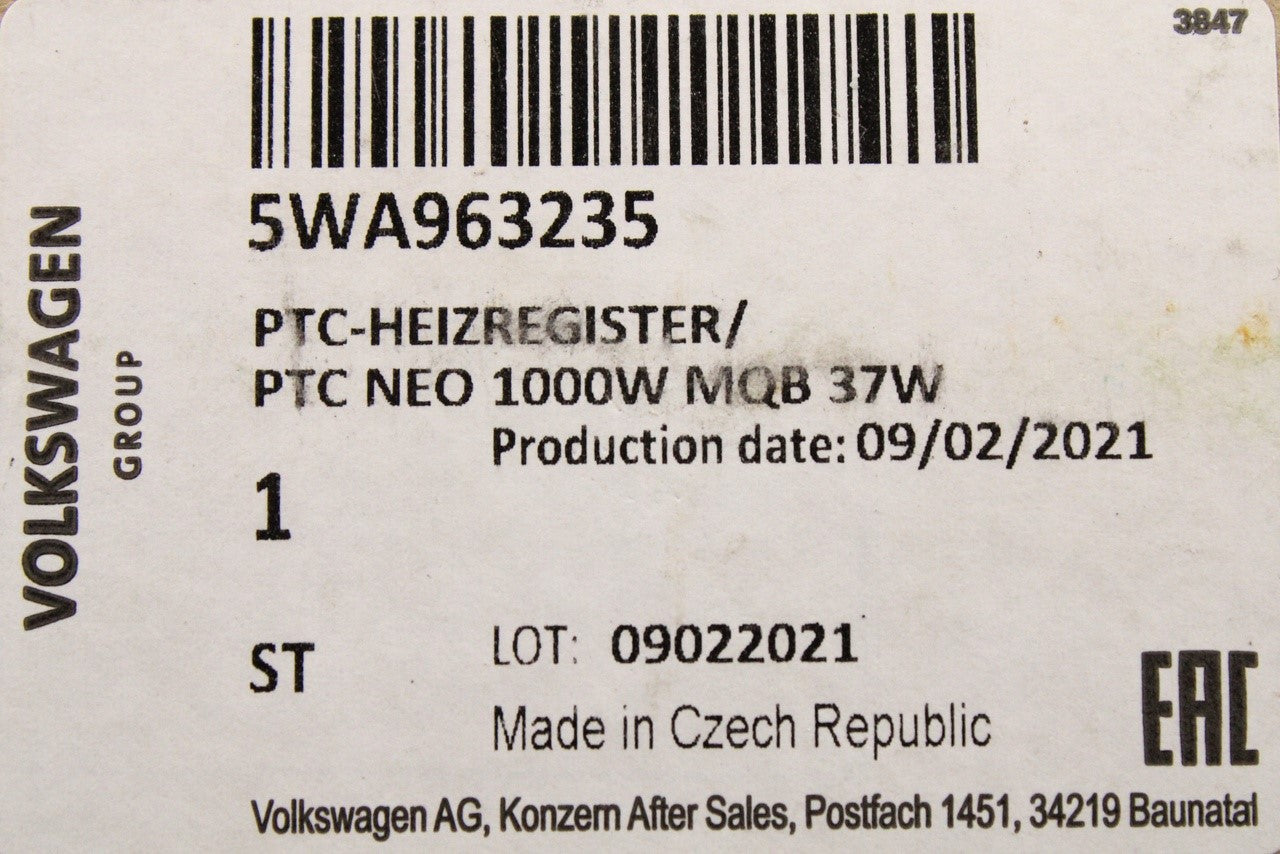 3847
5WA963235
VOLKSWAGEN
GROUP
PTC-HEIZREGISTER/
PTC NEO 1000W MQB 37W
Production date: 09/02/2021
1
ST
LOT: 09022021
Made in Czech Republic
EAC
Volkswagen AG, Konzern After Sales, Postfach 1451, 34219 Baunatal